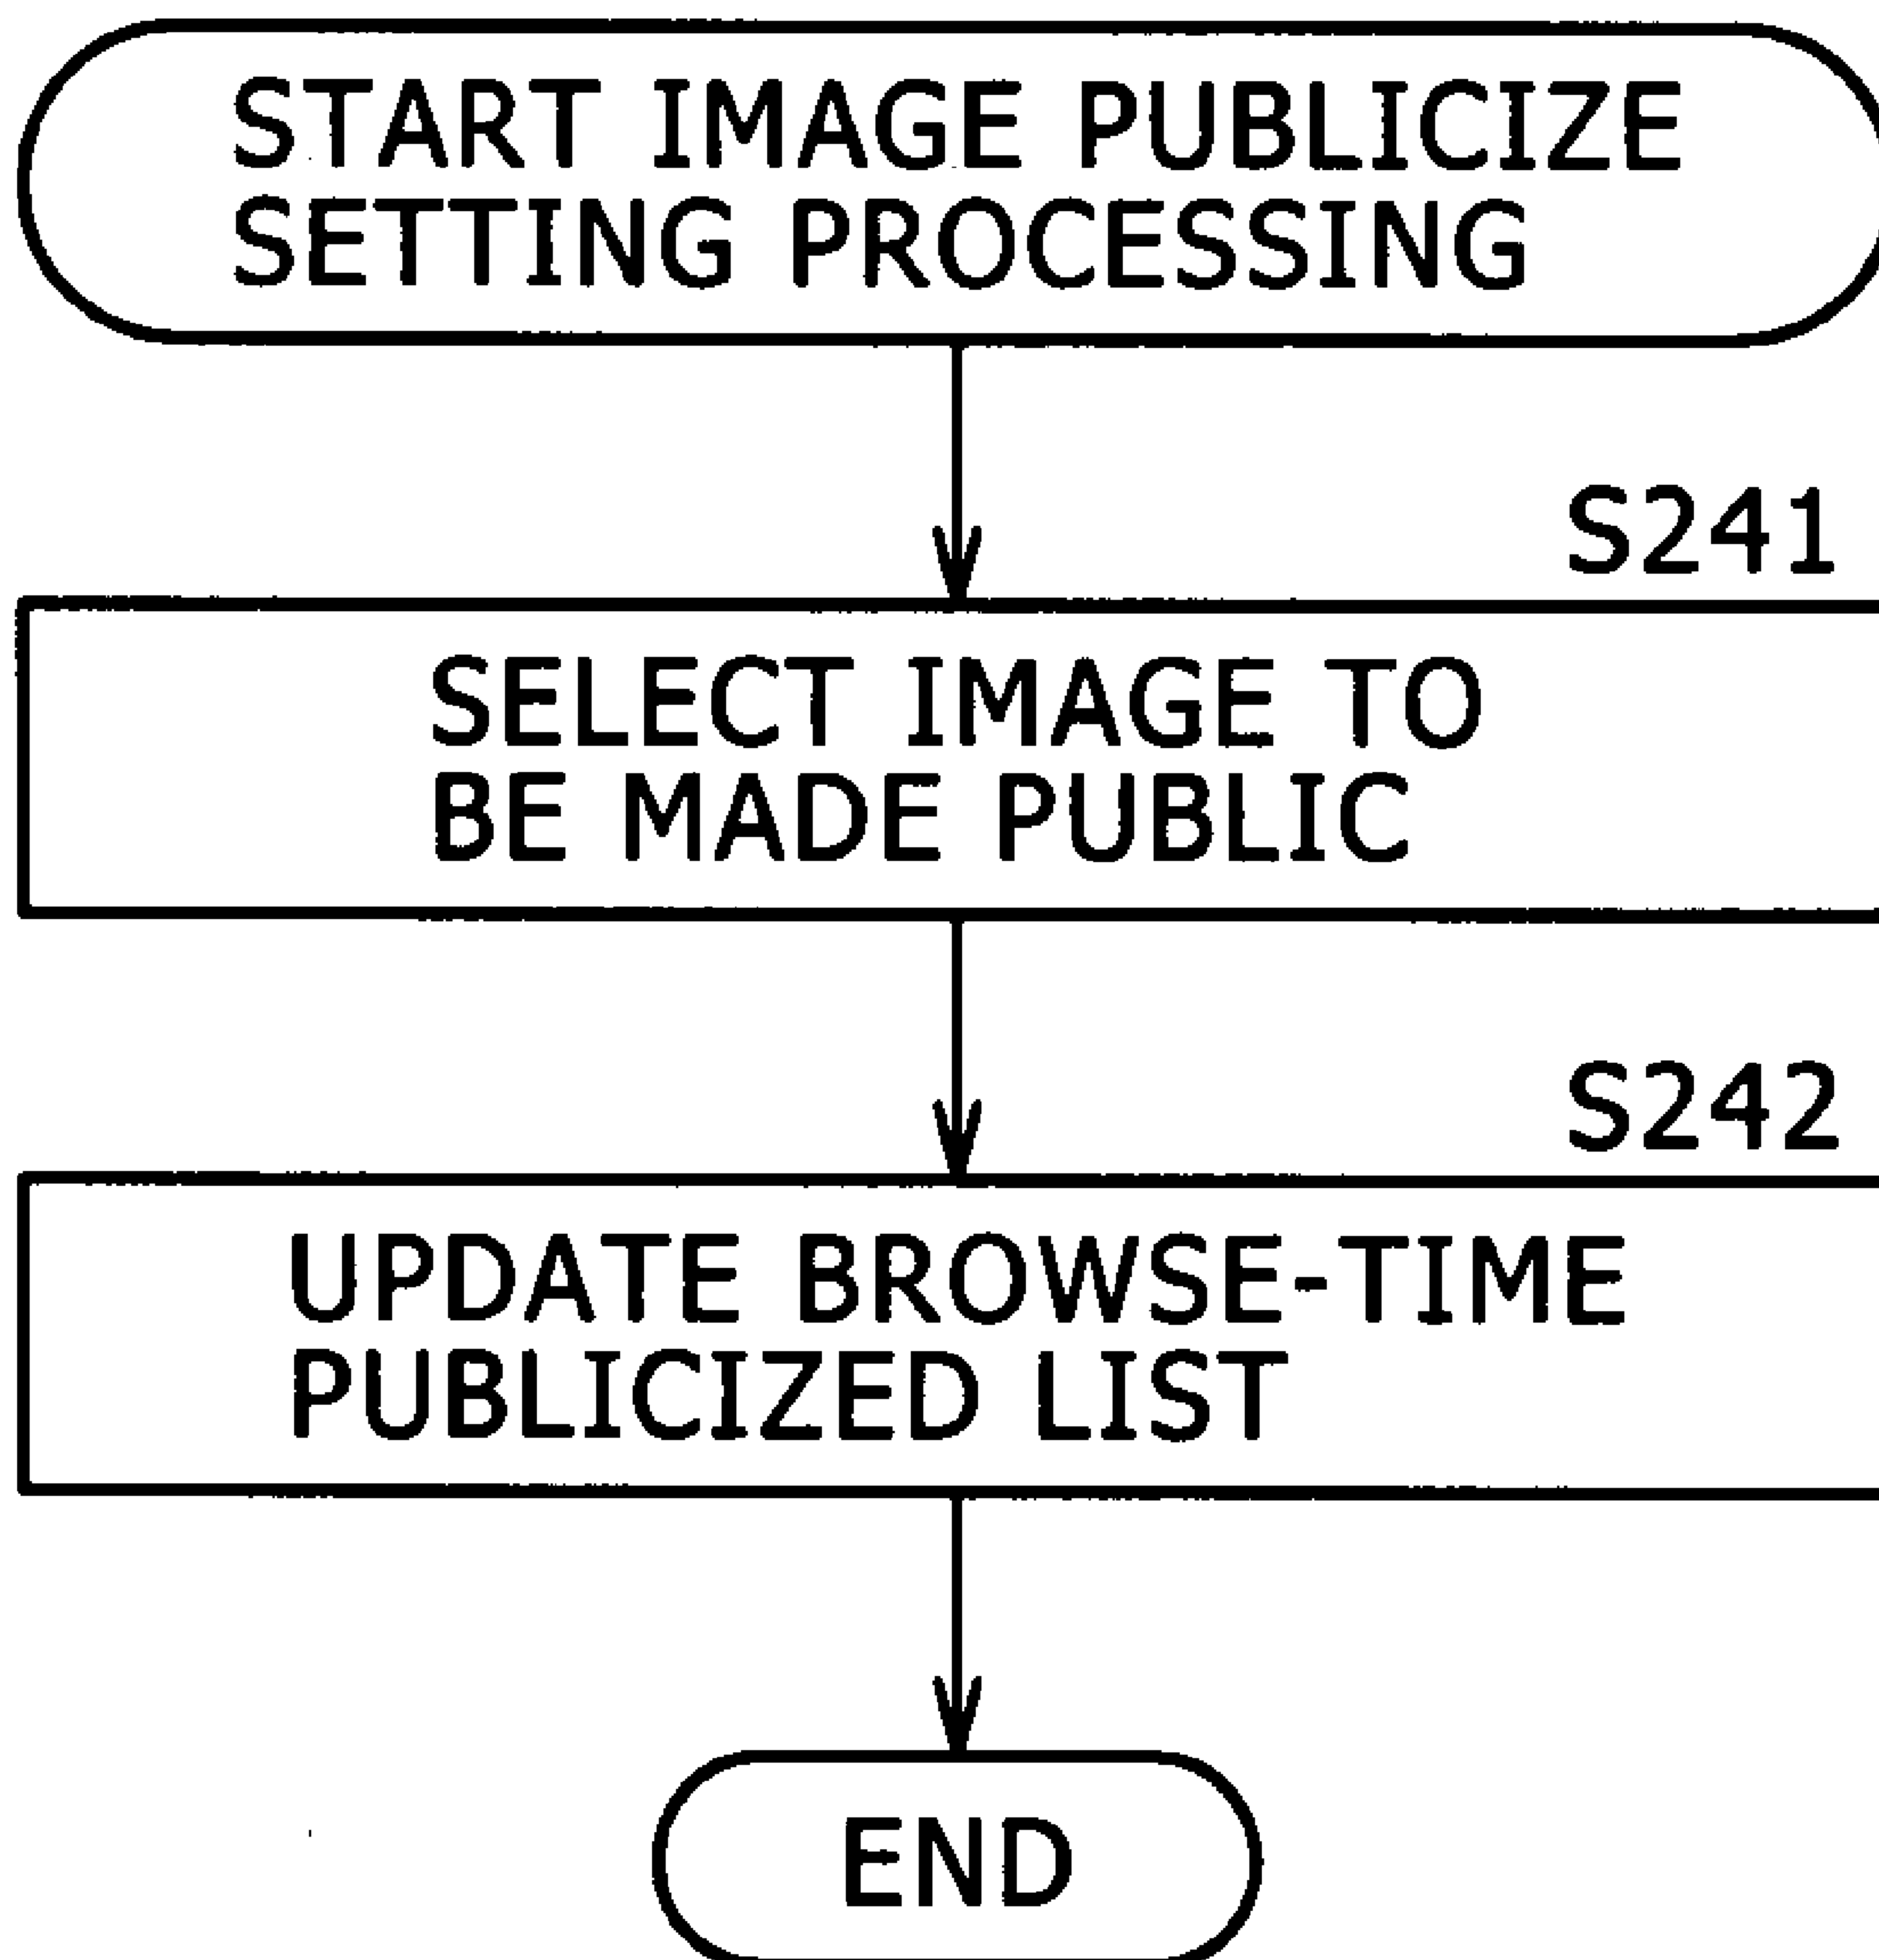 START IMAGE PUBLICIZE
SETTING PROCESSING
S241
SELECT IMAGE TO
BE MADE PUBLIC
S242
UPDATE BROWSE-TIME
PUBLICIZED LIST
END